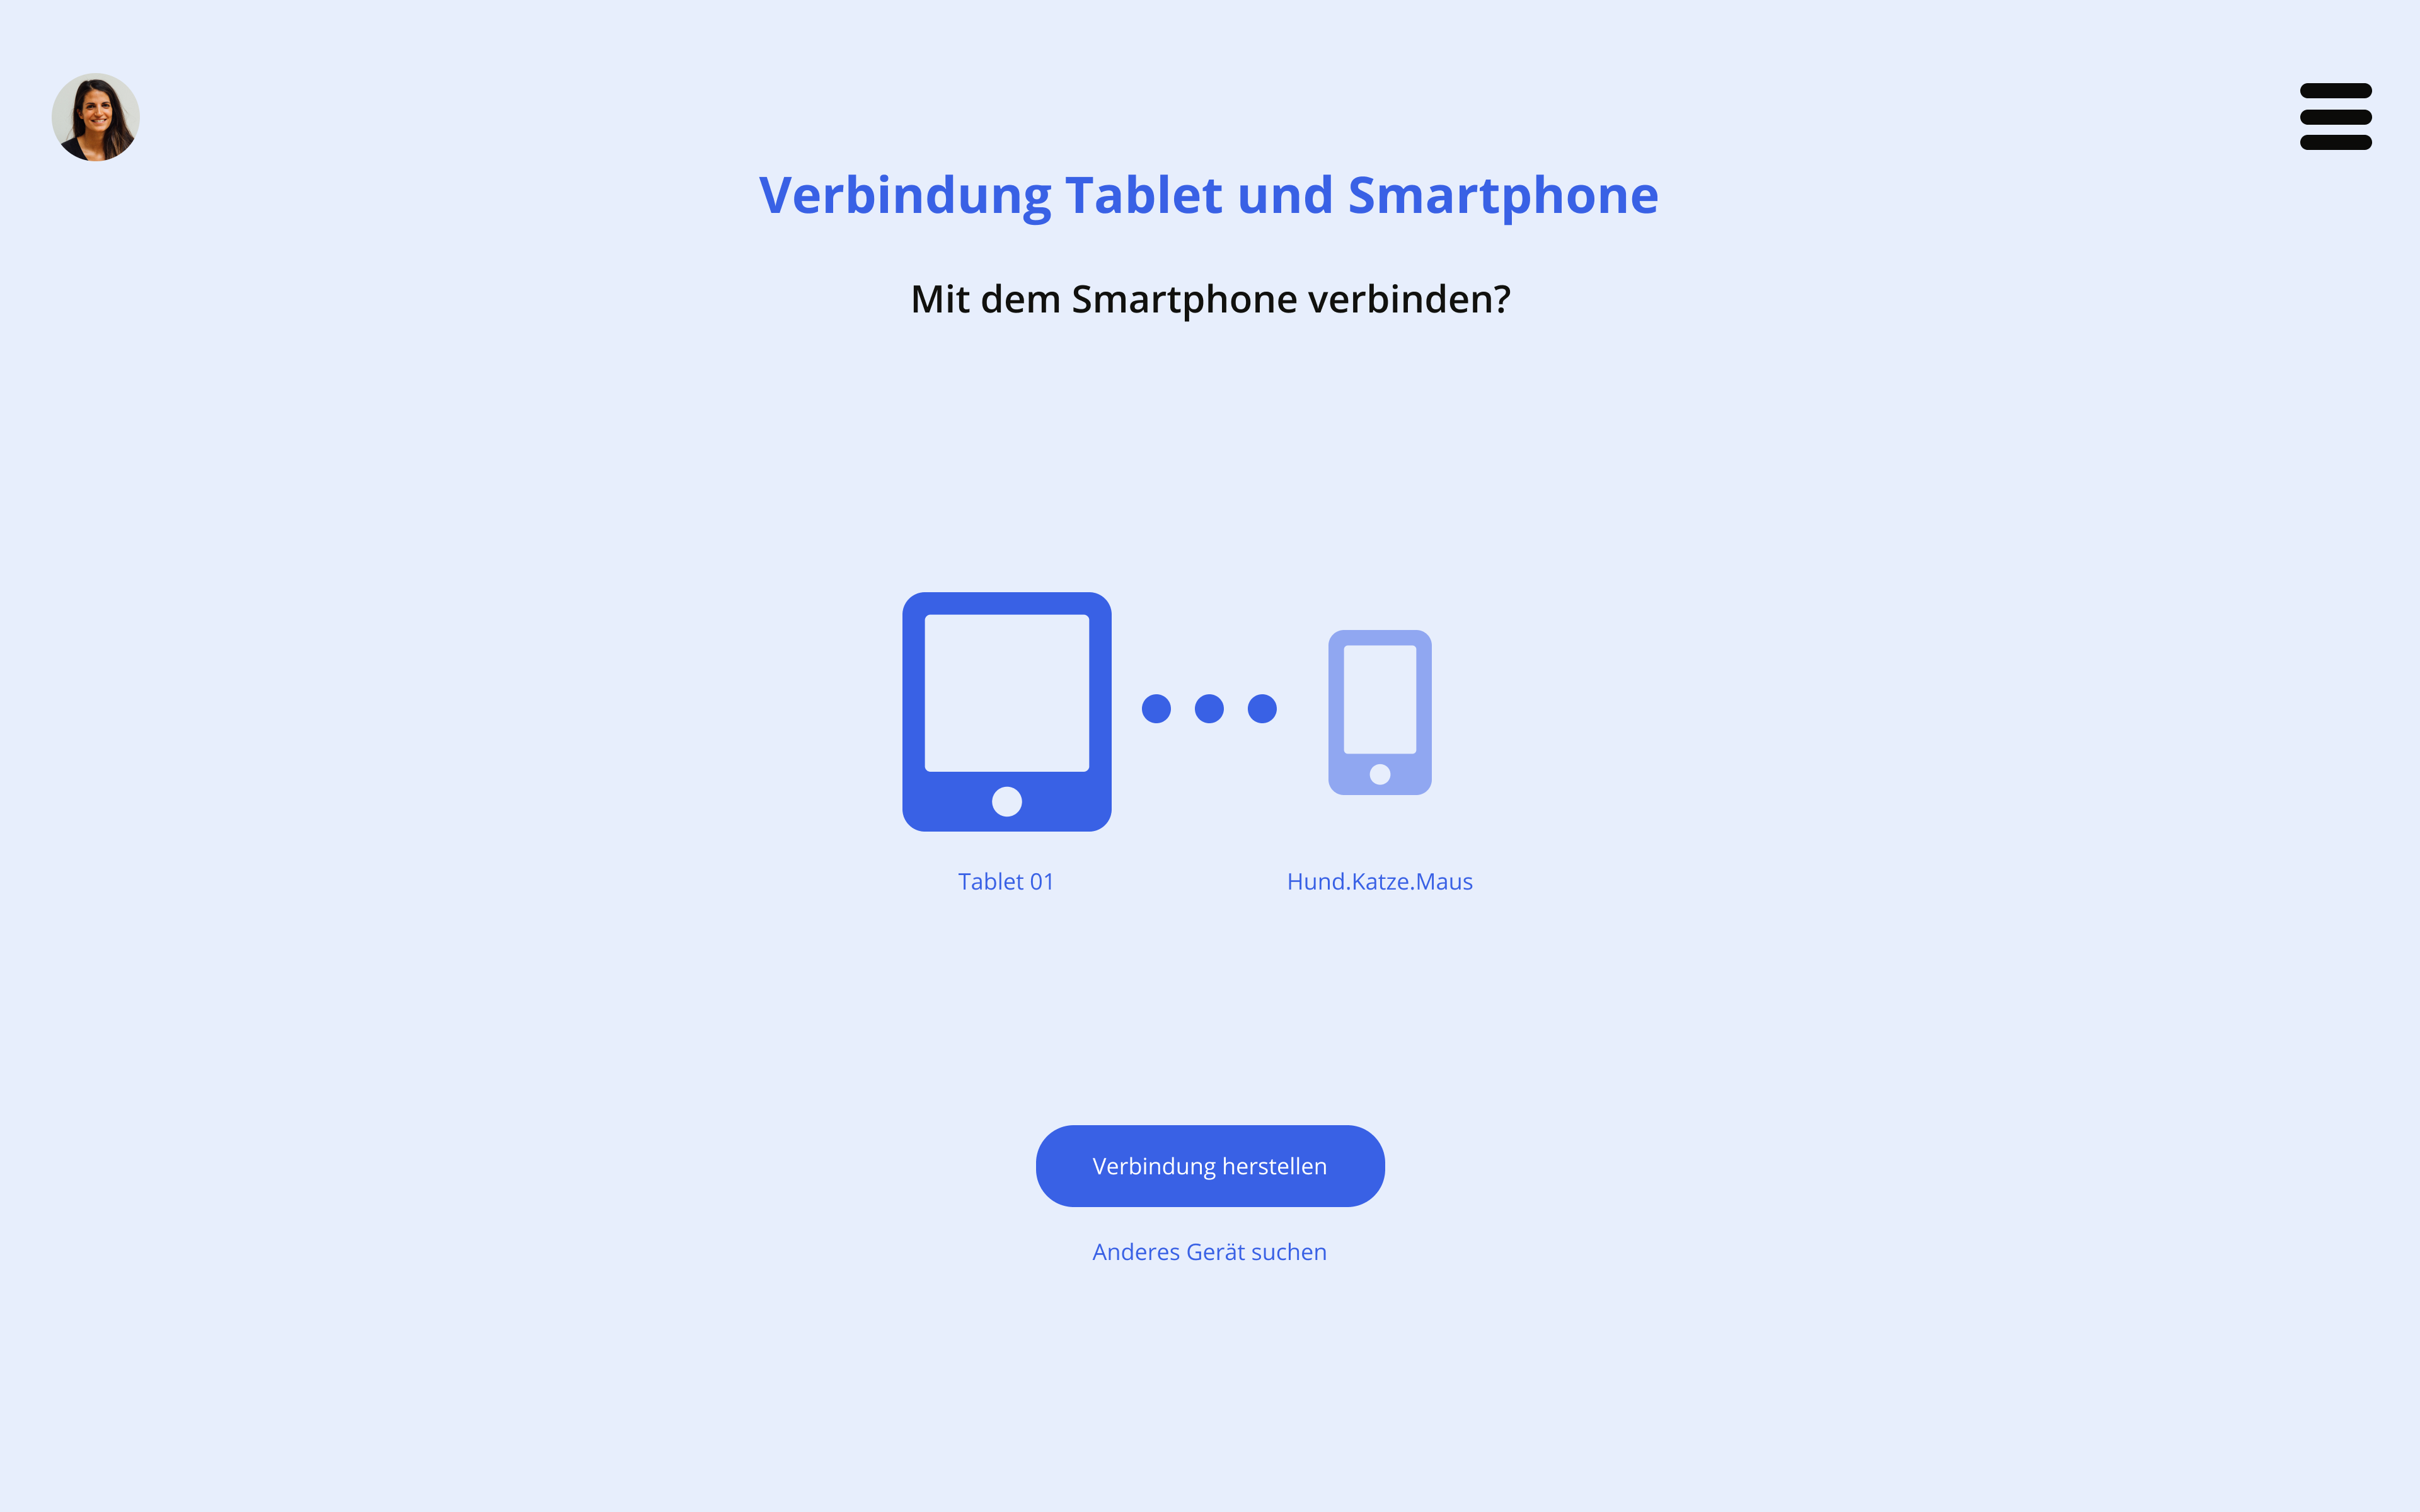 Verbindung Tablet und Smartphone
Mit dem Smartphone verbinden?
Tablet 01
Hund.Katze.Maus
Verbindung herstellen
Anderes Gerät suchen